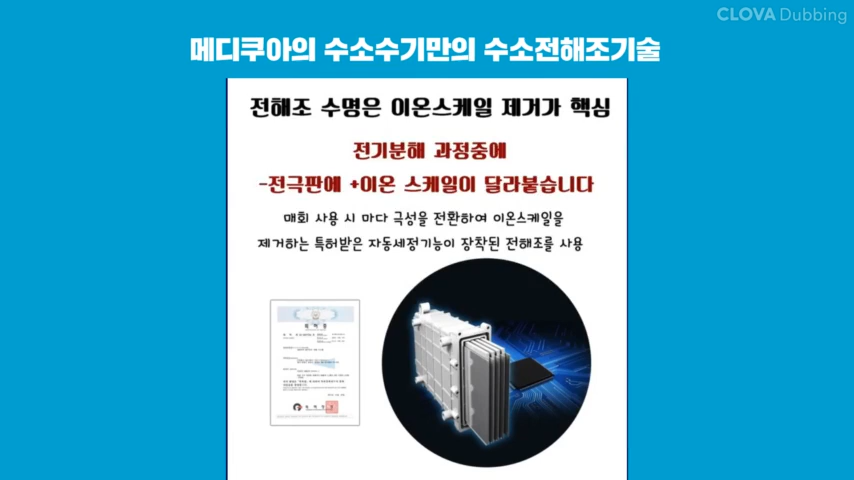 CLOVA Dubbing
메디쿠아의 수소수기만의 수소전해조기술
전해조 수명은 이온스케일 제거가 핵심
전기분해 과정중에
-전극판에 +이온 스케일이 달라붙습니다
매회 사용 시 마다 극성을 전환하여 이온스케일을
제거하는 특허받은 자동세정기능이 장착된 전해조를 사용